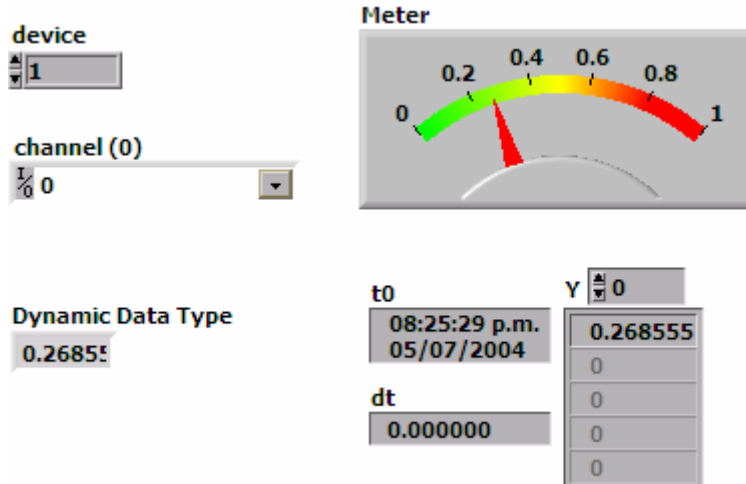 device
1
channel (0)
I/O 0
Meter
0 0.2 0.4 0.6 0.8 1
Dynamic Data Type
0.26855
t0
08:25:29 p.m.
05/07/2004
dt
0.000000
Y 0
0.268555
0
0
0
0